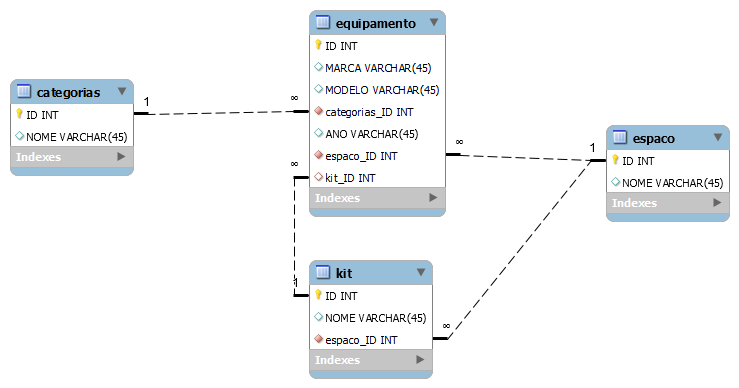 categorias
ID INT
NOME VARCHAR(45)
Indexes
1
∞
equipamento
ID INT
MARCA VARCHAR(45)
MODELO VARCHAR(45)
categorias_ID INT
ANO VARCHAR(45)
espaco_ID INT
kit_ID INT
Indexes
∞
∞
1
espaco
ID INT
NOME VARCHAR(45)
Indexes
1
kit
ID INT
NOME VARCHAR(45)
espaco_ID INT
Indexes
∞